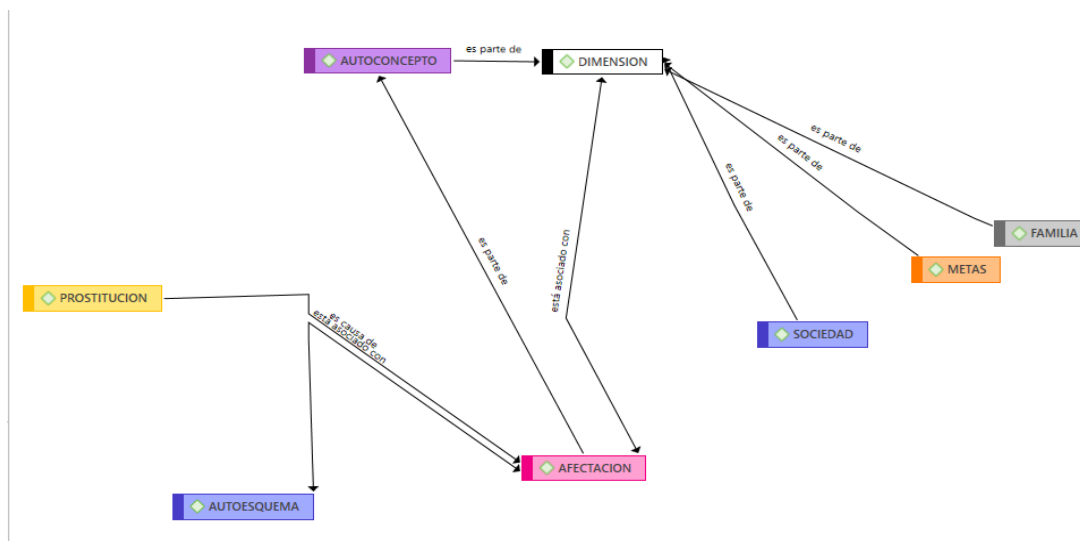 AUTOCONCEPTO
es parte de
DIMENSION
es parte de
es parte de
es parte de
FAMILIA
METAS
es parte de
está asociado con
PROSTITUCION
es causa de
está asociado con
SOCIEDAD
AFECTACION
AUTOESQUEMA